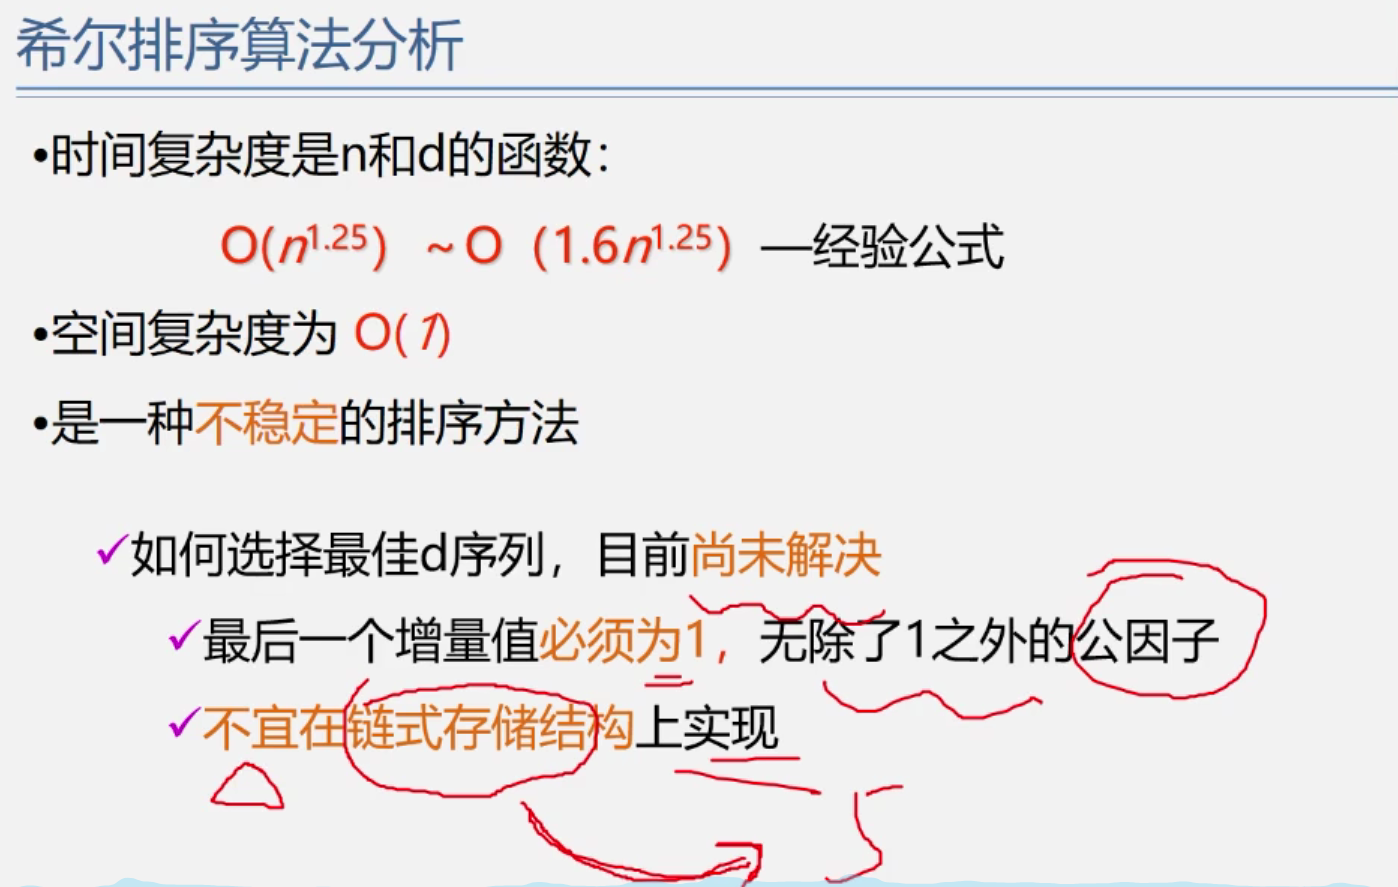 希尔排序算法分析
•时间复杂度是n和d的函数：
O(n^1.25) ~O（1.6n^1.25）—经验公式
•空间复杂度为 O(1)
•是一种不稳定的排序方法
✓如何选择最佳d序列，目前尚未解决
✓最后一个增量值必须为1，无除了1之外的公因子
✓不宜在链式存储结构上实现